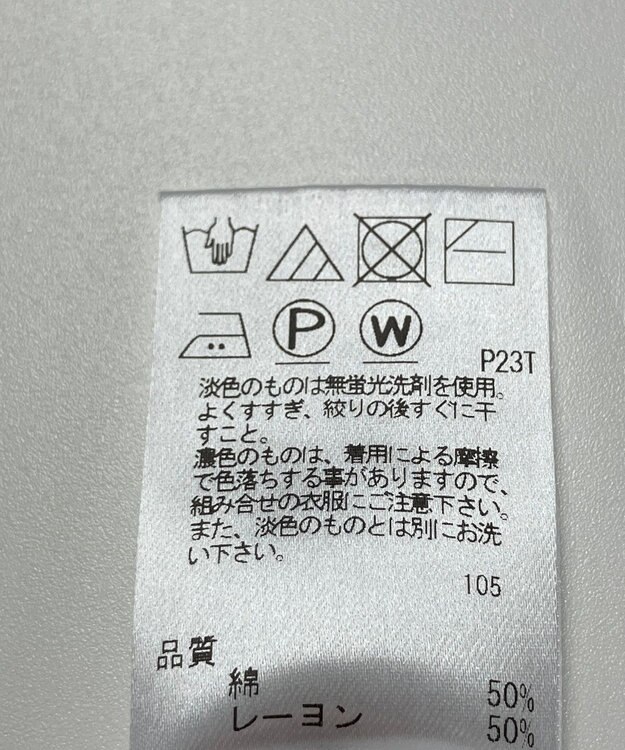 P W
P23T
淡色のものは無蛍光洗剤を使用。
よくすすぎ、絞りの後すぐに干
すこと。
濃色のものは、着用による摩擦
で色落ちする事がありますので、
組み合せの衣服にご注意下さい。
また、淡色のものとは別にお洗
い下さい。
105
品質
綿 50%
レーヨン 50%